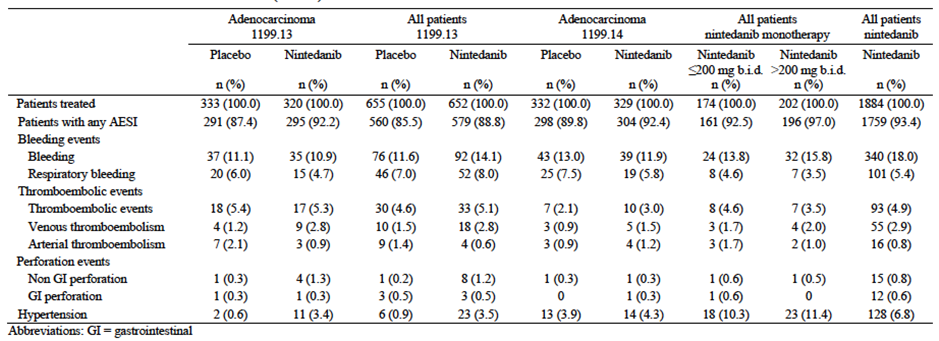 Adenocarcinoma All patients Adenocarcinoma All patients All patients
1199.13 1199.13 1199.14 nintedanib monotherapy nintedanib
Placebo Nintedanib Placebo Nintedanib Placebo Nintedanib Nintedanib Nintedanib Nintedanib
≤200 mg b.i.d. >200 mg b.i.d.
n (%) n (%) n (%) n (%) n (%) n (%) n (%) n (%) n (%)
Patients treated 333 (100.0) 320 (100.0) 655 (100.0) 652 (100.0) 332 (100.0) 329 (100.0) 174 (100.0) 202 (100.0) 1884 (100.0)
Patients with any AESI 291 (87.4) 295 (92.2) 560 (85.5) 579 (88.8) 298 (89.8) 304 (92.4) 161 (92.5) 196 (97.0) 1759 (93.4)
Bleeding events
Bleeding 37 (11.1) 35 (10.9) 76 (11.6) 92 (14.1) 43 (13.0) 39 (11.9) 24 (13.8) 32 (15.8) 340 (18.0)
Respiratory bleeding 20 (6.0) 15 (4.7) 46 (7.0) 52 (8.0) 25 (7.5) 19 (5.8) 8 (4.6) 7 (3.5) 101 (5.4)
Thromboembolic events
Thromboembolic events 18 (5.4) 17 (5.3) 30 (4.6) 33 (5.1) 7 (2.1) 10 (3.0) 8 (4.6) 7 (3.5) 93 (4.9)
Venous thromboembolism 4 (1.2) 9 (2.8) 10 (1.5) 18 (2.8) 3 (0.9) 5 (1.5) 3 (1.7) 4 (2.0) 55 (2.9)
Arterial thromboembolism 7 (2.1) 3 (0.9) 9 (1.4) 4 (0.6) 3 (0.9) 4 (1.2) 3 (1.7) 2 (1.0) 16 (0.8)
Perforation events
Non GI perforation 1 (0.3) 4 (1.3) 1 (0.2) 8 (1.2) 1 (0.3) 1 (0.3) 1 (0.6) 1 (0.5) 15 (0.8)
GI perforation 1 (0.3) 1 (0.3) 3 (0.5) 3 (0.5) 0 1 (0.3) 1 (0.6) 0 12 (0.6)
Hypertension 2 (0.6) 11 (3.4) 6 (0.9) 23 (3.5) 13 (3.9) 14 (4.3) 18 (10.3) 23 (11.4) 128 (6.8)
Abbreviations: GI = gastrointestinal